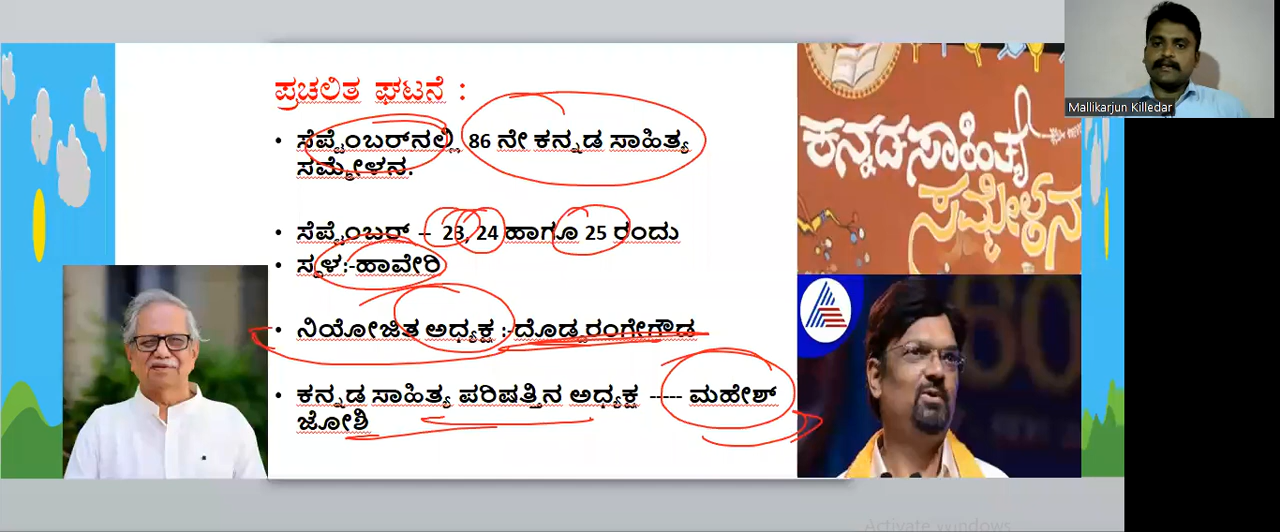 Mallikarjun Killedar
ಪ್ರಚಲಿತ ಘಟನೆ :
• ಸೆಪ್ಟೆಂಬರ್‌ನಲ್ಲಿ 86 ನೇ ಕನ್ನಡ ಸಾಹಿತ್ಯ
ಸಮ್ಮೇಳನ.
• ಸೆಪ್ಟೆಂಬರ್ – 23, 24 ಹಾಗೂ 25 ರಂದು
• ಸ್ಥಳ:-ಹಾವೇರಿ
• ನಿಯೋಜಿತ ಅಧ್ಯಕ್ಷ :-ದೊಡ್ಡರಂಗೇಗೌಡ
• ಕನ್ನಡ ಸಾಹಿತ್ಯ ಪರಿಷತ್ತಿನ ಅಧ್ಯಕ್ಷ ----- ಮಹೇಶ್
ಜೋಶಿ
ಕನ್ನಡ ಸಾಹಿತ್ಯ
ಸಮ್ಮೇಳನ
80
Activate Windows